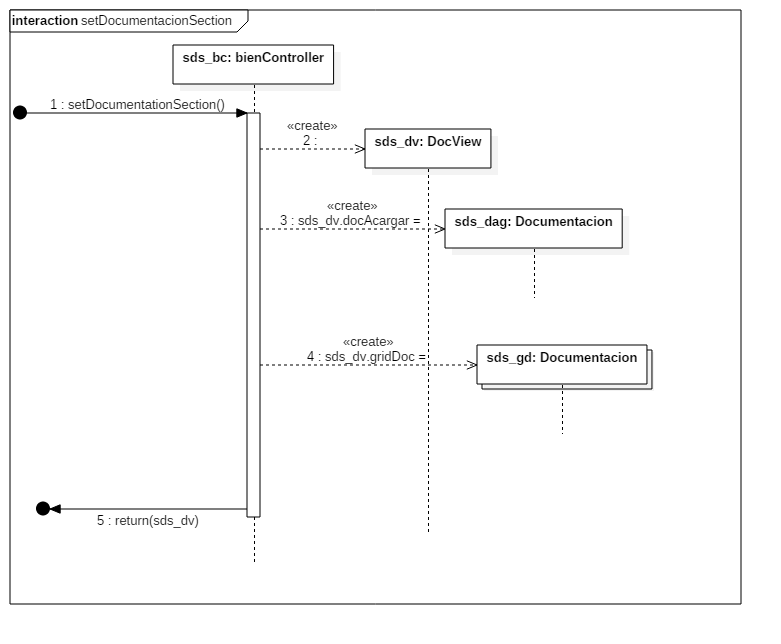 interaction setDocumentacionSection
sds_bc: bienController
1 : setDocumentationSection()
«create»
2 :
sds_dv: DocView
«create»
3 : sds_dv.docAcargar =
sds_dag: Documentacion
«create»
4 : sds_dv.gridDoc =
sds_gd: Documentacion
5 : return(sds_dv)